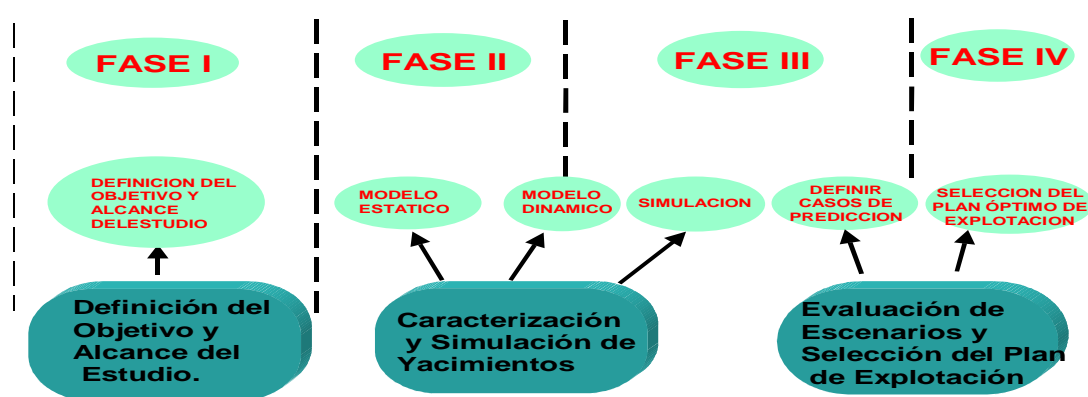 FASE I
FASE II
FASE III
FASE IV
DEFINICION DEL
OBJETIVO Y
ALCANCE
DELESTUDIO
MODELO
ESTATICO
MODELO
DINAMICO
SIMULACION
DEFINIR
CASOS DE
PREDICCION
SELECCION DEL
PLAN ÓPTIMO DE
EXPLOTACION
Definición del
Objetivo y
Alcance del
Estudio.
Caracterización
y Simulación de
Yacimientos
Evaluación de
Escenarios y
Selección del Plan
de Explotación